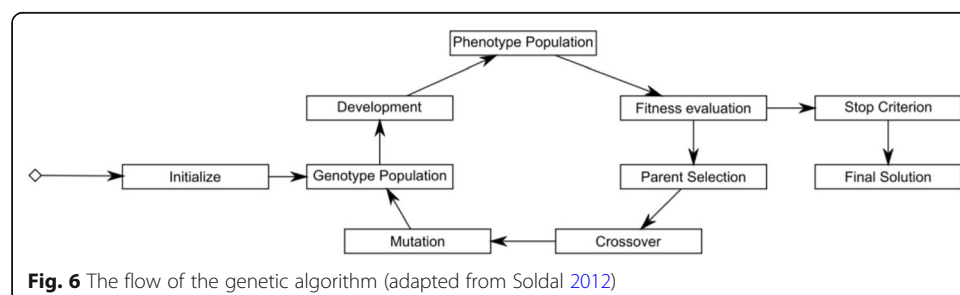 Phenotype Population
Development
Fitness evaluation
Stop Criterion
Initialize
Genotype Population
Parent Selection
Final Solution
Mutation
Crossover
Fig. 6 The flow of the genetic algorithm (adapted from Soldal 2012)